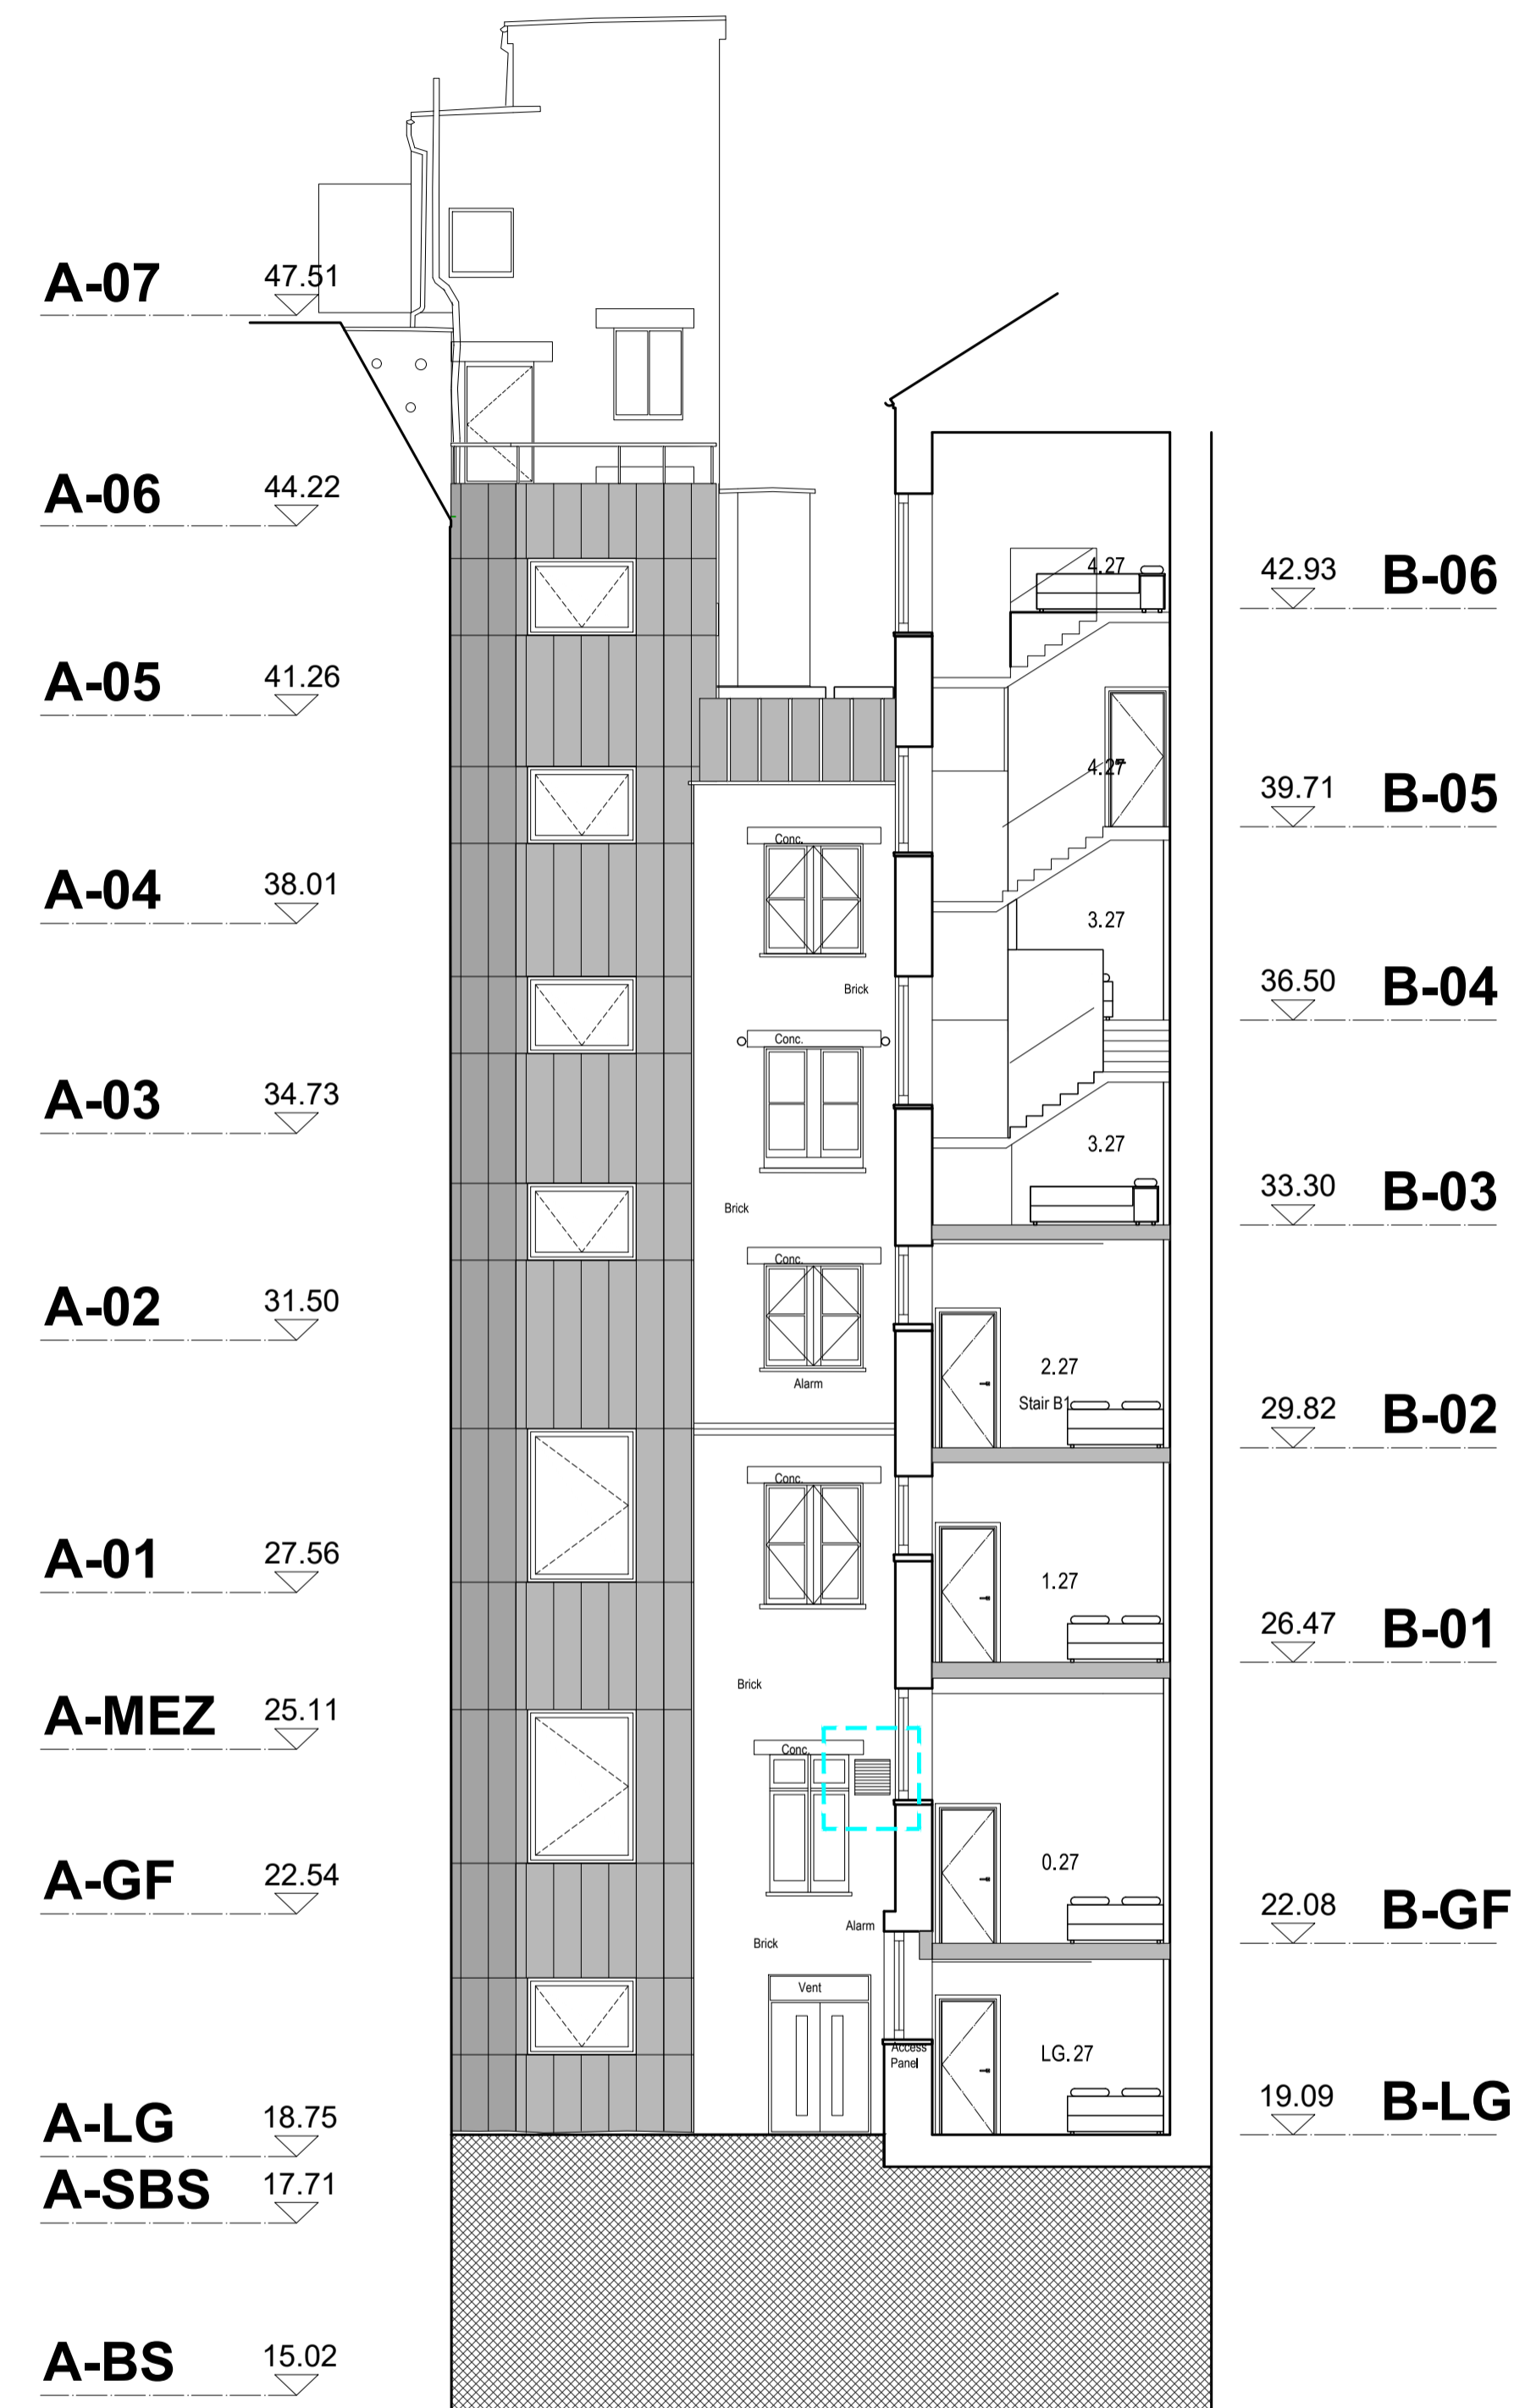 A-07 47.51
A-06 44.22
4.27
42.93 B-06
A-05 41.26
4.27
39.71 B-05
Conc.
A-04 38.01
3.27
Brick
36.50 B-04
Conc.
A-03 34.73
3.27
33.30 B-03
Brick
Conc.
A-02 31.50
2.27
Alarm
Stair B1
29.82 B-02
Conc.
A-01 27.56
1.27
26.47 B-01
Brick
A-MEZ 25.11
Conc.
0.27
A-GF 22.54
22.08 B-GF
Alarm
Brick
Vent
Access
Panel
LG.27
19.09 B-LG
A-LG 18.75
A-SBS 17.71
A-BS 15.02